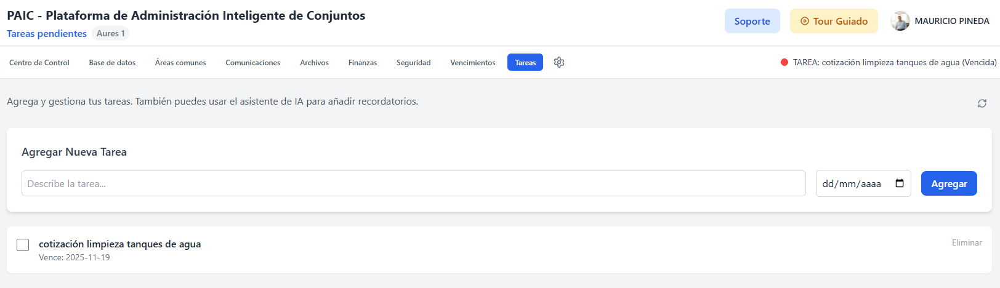 PAIC - Plataforma de Administración Inteligente de Conjuntos
Tareas pendientes Aures 1
Soporte
Tour Guiado
MAURICIO PINEDA
Centro de Control Base de datos Áreas comunes Comunicaciones Archivos Finanzas Seguridad Vencimientos Tareas
TAREA: cotización limpieza tanques de agua (Vencida)
Agrega y gestiona tus tareas. También puedes usar el asistente de IA para añadir recordatorios.
Agregar Nueva Tarea
Describe la tarea... dd/mm/aaaa Agregar
cotización limpieza tanques de agua
Eliminar
Vence: 2025-11-19